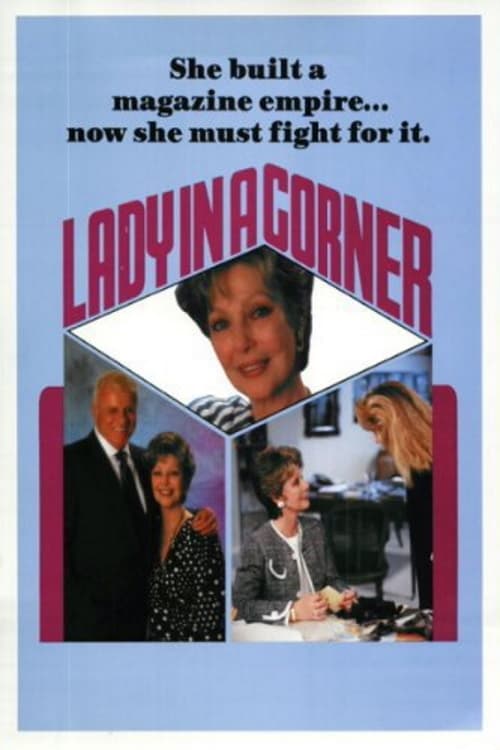 She built a
magazine empire...
now she must fight for it.
LADY IN A CORNER